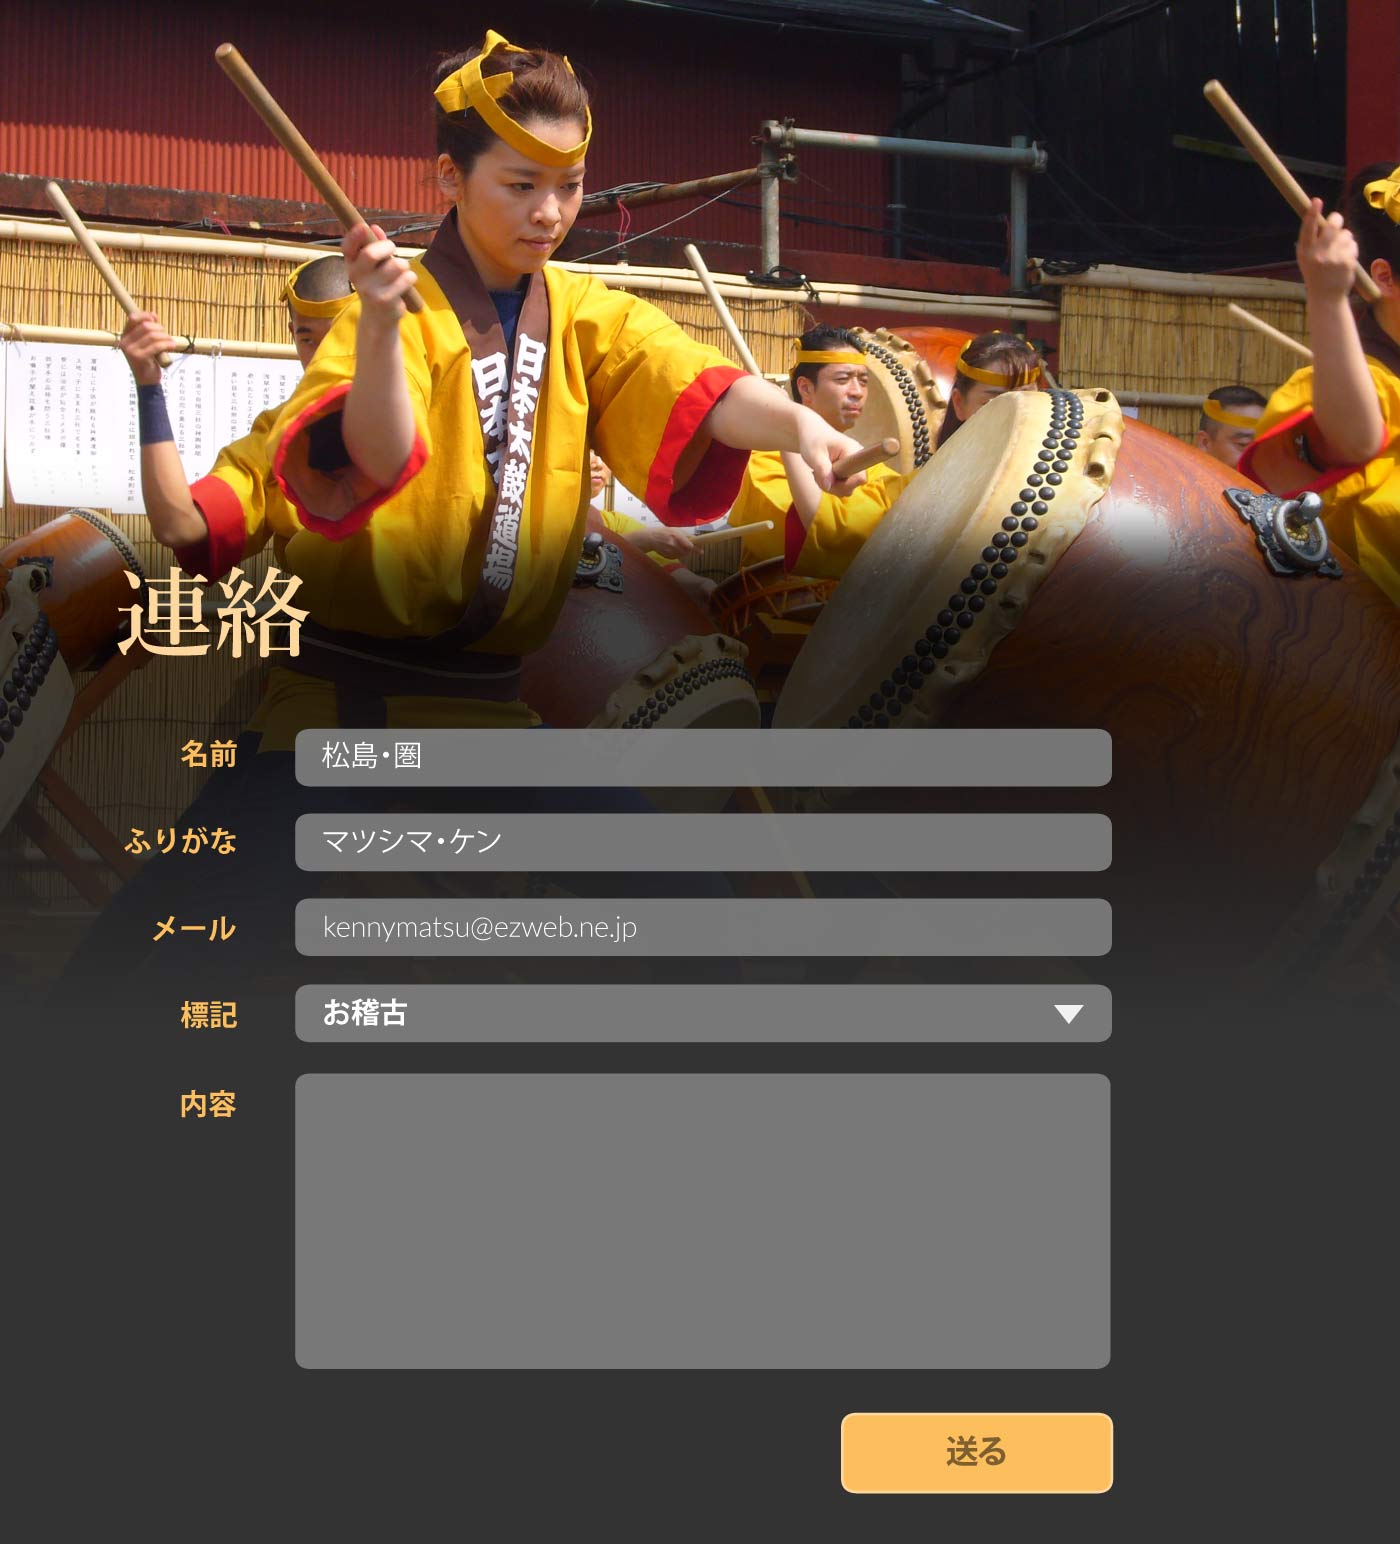 日本太鼓道場
日本
連絡
名前
松島・圏
ふりがな
マツシマ・ケン
メール
kennymatsu@ezweb.ne.jp
標記
お稽古
内容
送る